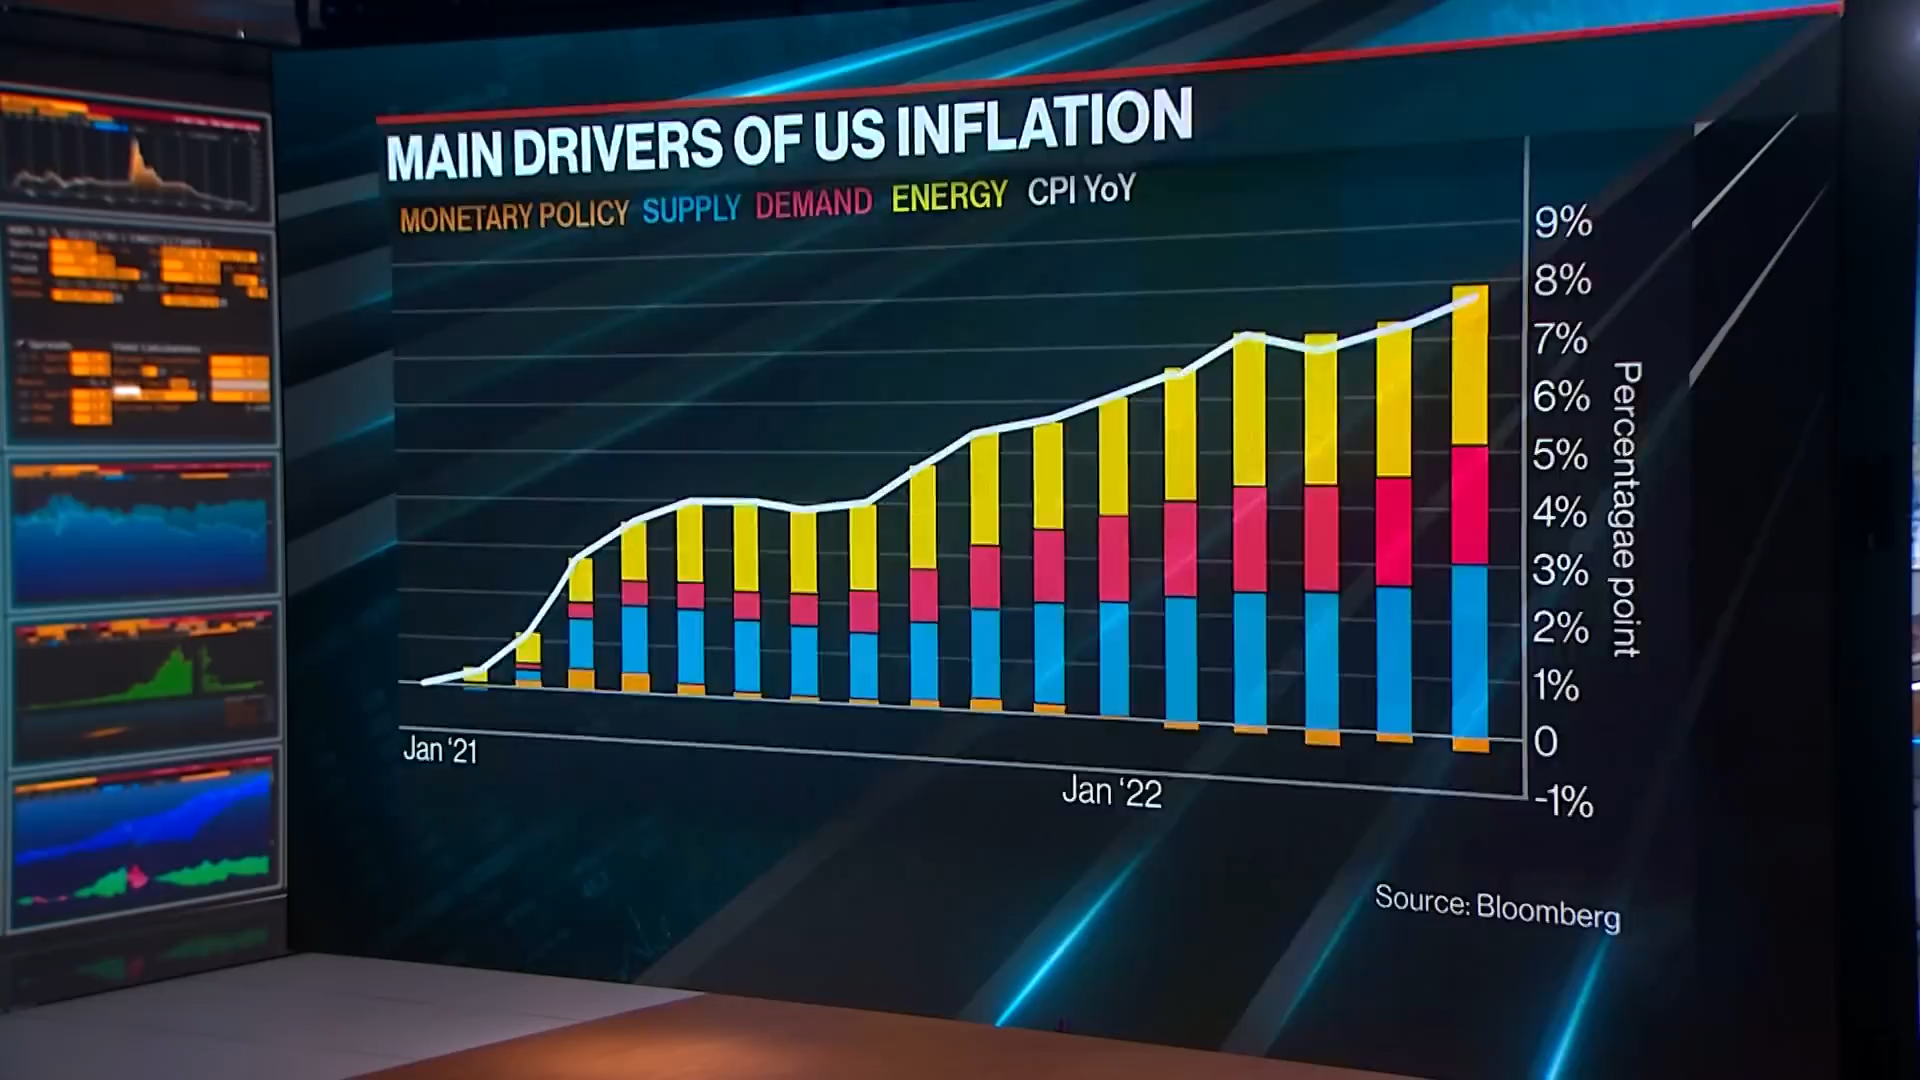 MAIN DRIVERS OF US INFLATION
MONETARY POLICY SUPPLY DEMAND ENERGY CPI YoY
9%
8%
7%
6%
5%
4%
3%
2%
1%
0
-1%
Percentagae point
Jan ‘21
Jan ‘22
Source: Bloomberg